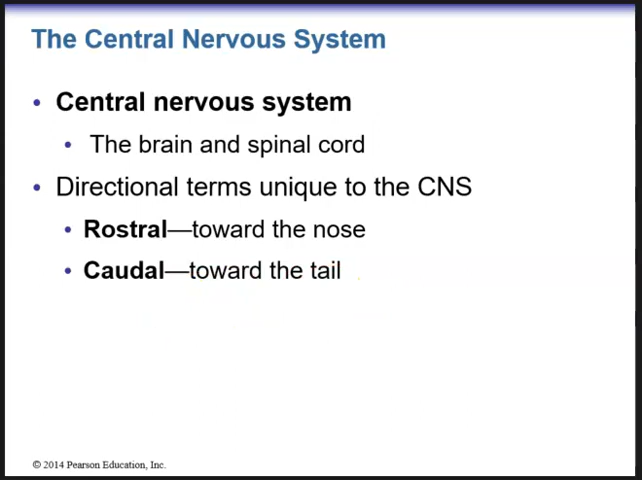 The Central Nervous System
• Central nervous system
• The brain and spinal cord
• Directional terms unique to the CNS
• Rostral—toward the nose
• Caudal—toward the tail
© 2014 Pearson Education, Inc.